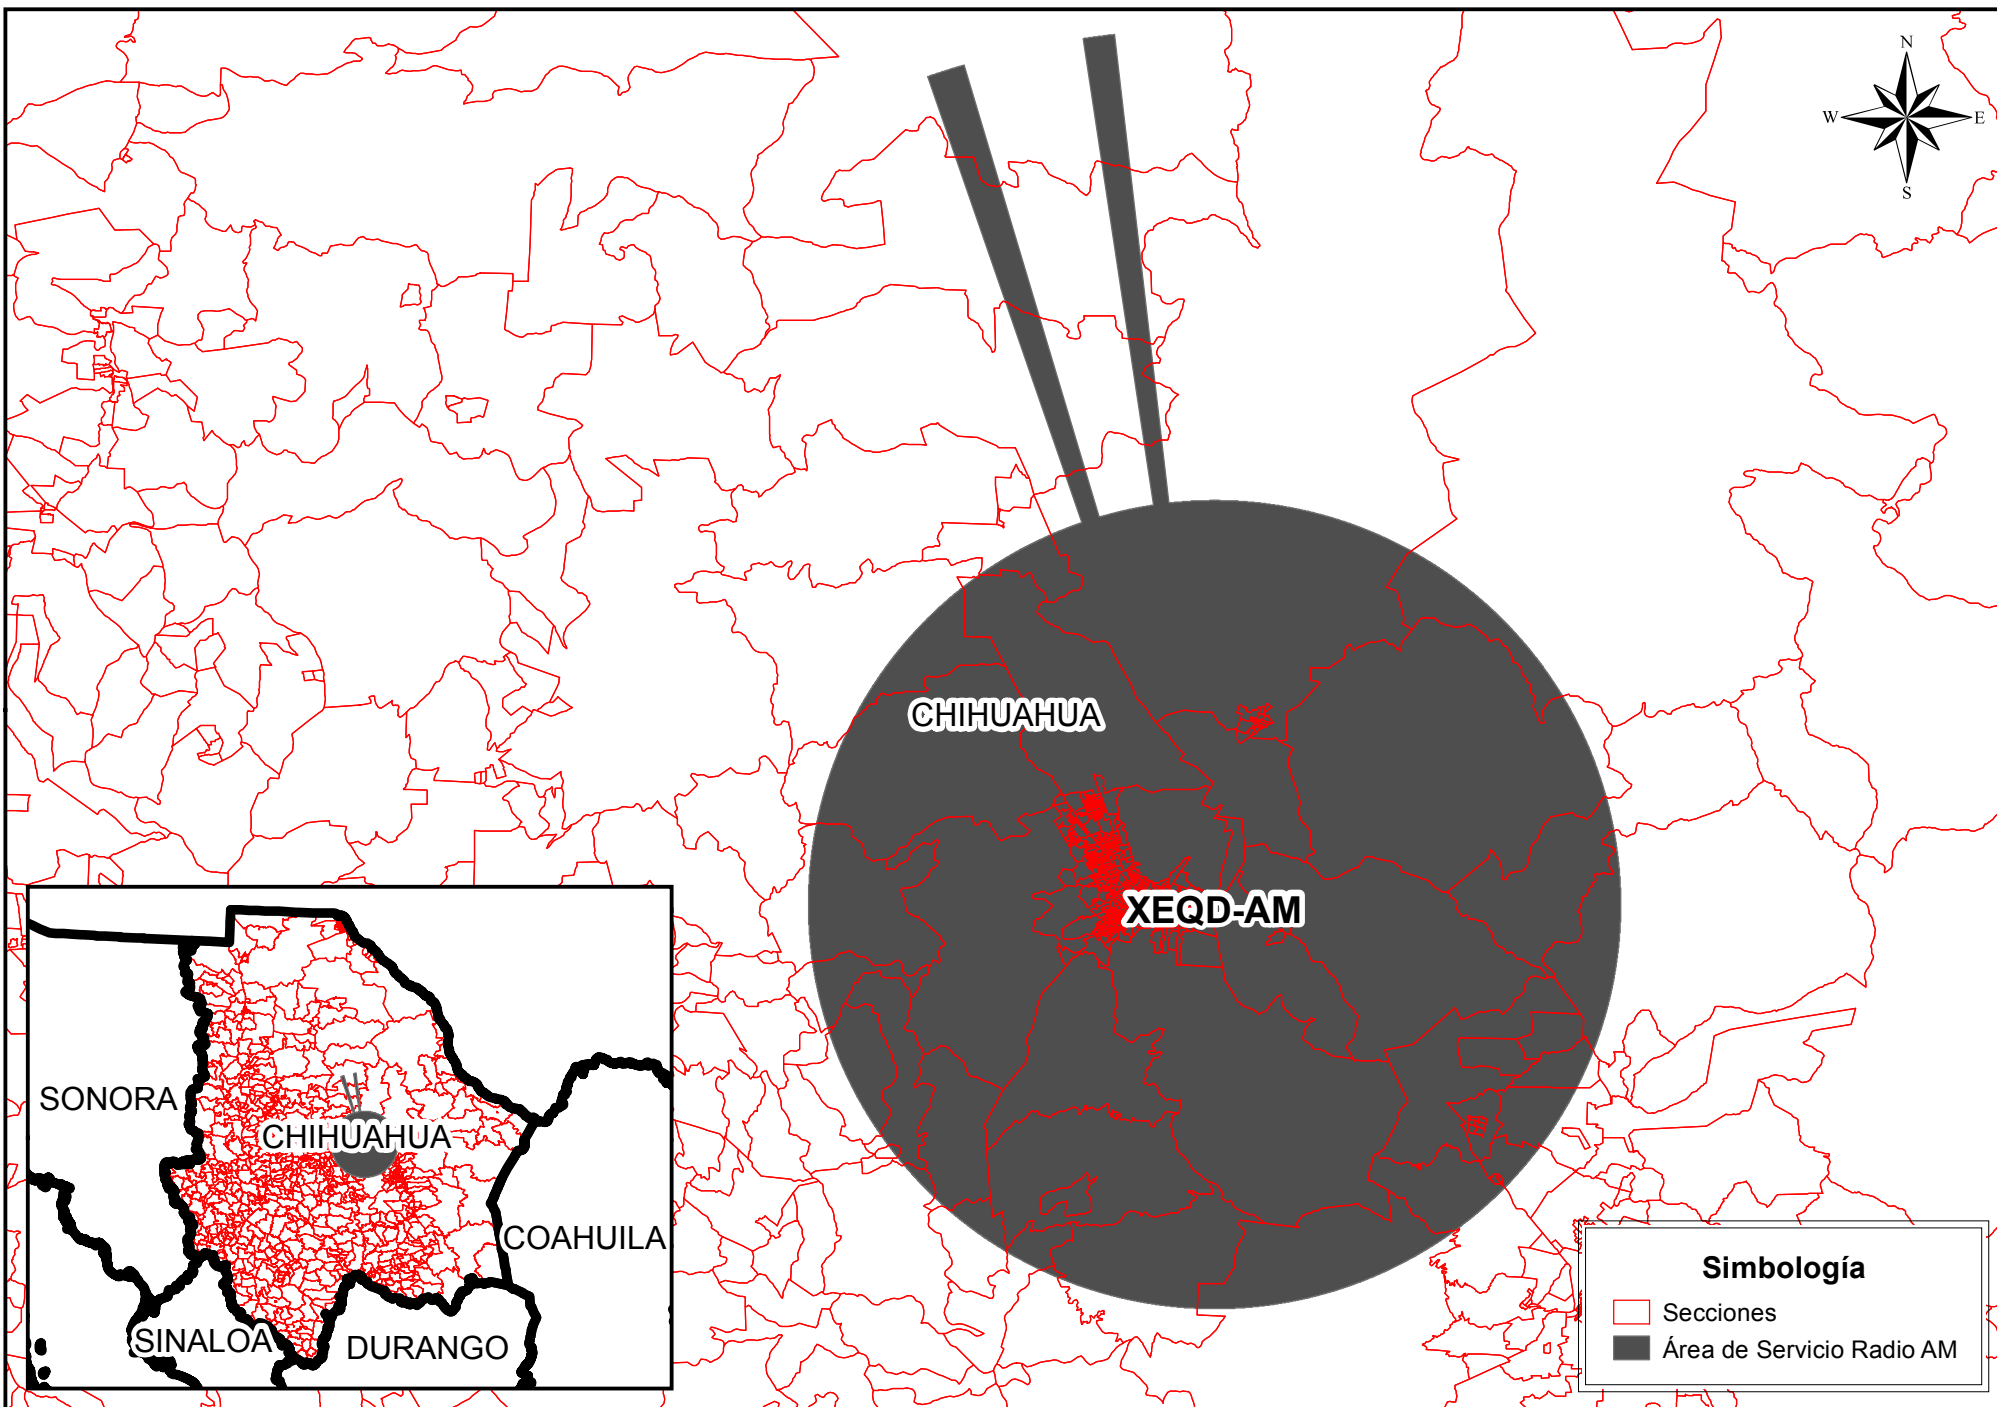 N
W E
S
CHIHUAHUA
XEQD-AM
SONORA
CHIHUAHUA
COAHUILA
SINALOA
DURANGO
Simbología
Secciones
Área de Servicio Radio AM